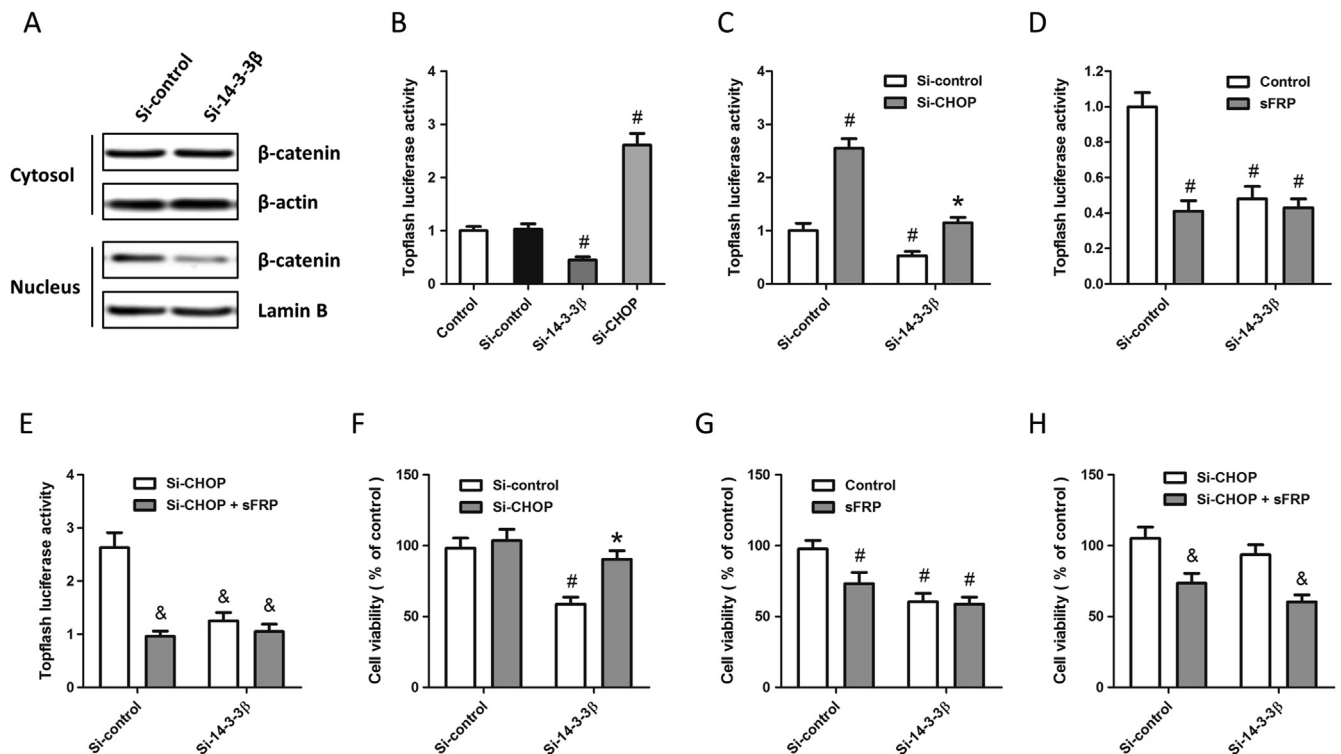 A
Si-control
Si-14-3-3β
Cytosol
β-catenin
β-actin
Nucleus
β-catenin
Lamin B
B
Topflash luciferase activity
4
3
2
1
0
#
#
Control
Si-control
Si-14-3-3β
Si-CHOP
C
Topflash luciferase activity
4
3
2
1
0
Si-control
Si-CHOP
#
#
*
Si-control
Si-14-3-3β
D
Topflash luciferase activity
1.2
1.0
0.8
0.6
0.4
0.2
0.0
Control
sFRP
#
#
#
Si-control
Si-14-3-3β
E
Topflash luciferase activity
4
3
2
1
0
Si-CHOP
Si-CHOP + sFRP
&
&
&
Si-control
Si-14-3-3β
F
Cell viability ( % of control )
150
100
50
0
Si-control
Si-CHOP
#
*
Si-control
Si-14-3-3β
G
Cell viability ( % of control )
150
100
50
0
Control
sFRP
#
#
#
Si-control
Si-14-3-3β
H
Cell viability ( % of control )
150
100
50
0
Si-CHOP
Si-CHOP + sFRP
&
&
Si-control
Si-14-3-3β